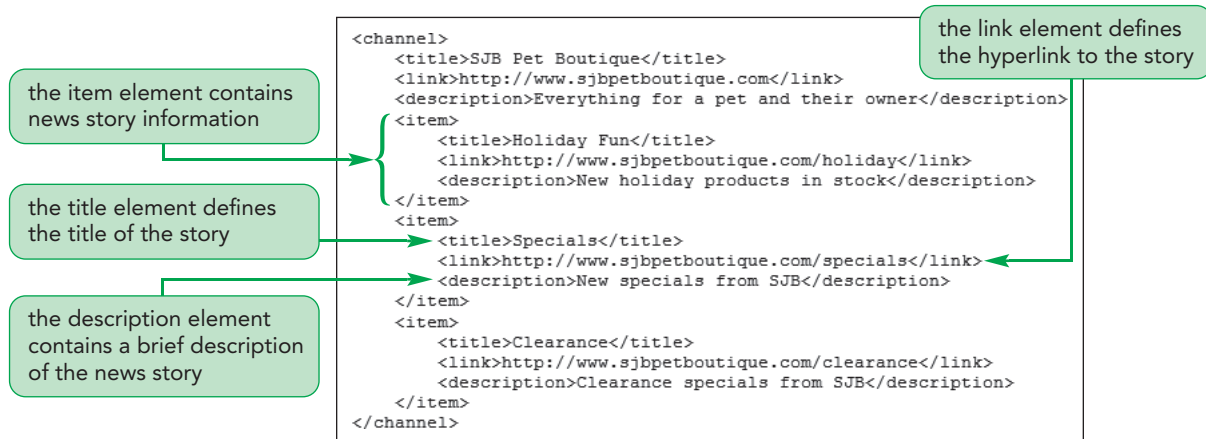 the item element contains
news story information
the title element defines
the title of the story
the description element
contains a brief description
of the news story
<channel>
    <title>SJB Pet Boutique</title>
    <link>http://www.sjbpetboutique.com</link>
    <description>Everything for a pet and their owner</description>
    <item>
        <title>Holiday Fun</title>
        <link>http://www.sjbpetboutique.com/holiday</link>
        <description>New holiday products in stock</description>
    </item>
    <item>
        <title>Specials</title>
        <link>http://www.sjbpetboutique.com/specials</link>
        <description>New specials from SJB</description>
    </item>
    <item>
        <title>Clearance</title>
        <link>http://www.sjbpetboutique.com/clearance</link>
        <description>Clearance specials from SJB</description>
    </item>
</channel>
the link element defines
the hyperlink to the story